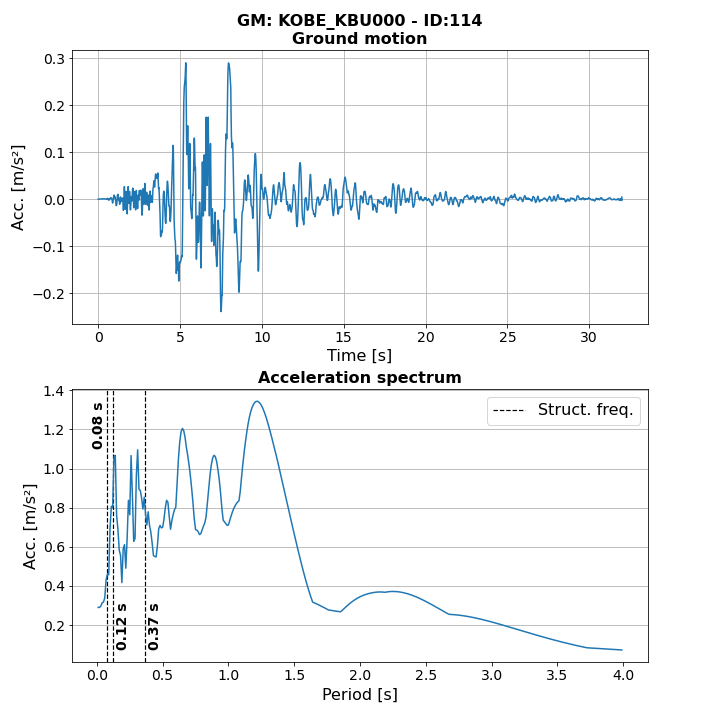 GM: KOBE_KBU000 - ID:114
Ground motion
0.3
0.2
0.1
0.0
−0.1
−0.2
Acc. [m/s²]
0 5 10 15 20 25 30
Time [s]
Acceleration spectrum
1.4
1.2
1.0
0.8
0.6
0.4
0.2
Acc. [m/s²]
0.08 s
0.12 s
0.37 s
Struct. freq.
0.0 0.5 1.0 1.5 2.0 2.5 3.0 3.5 4.0
Period [s]